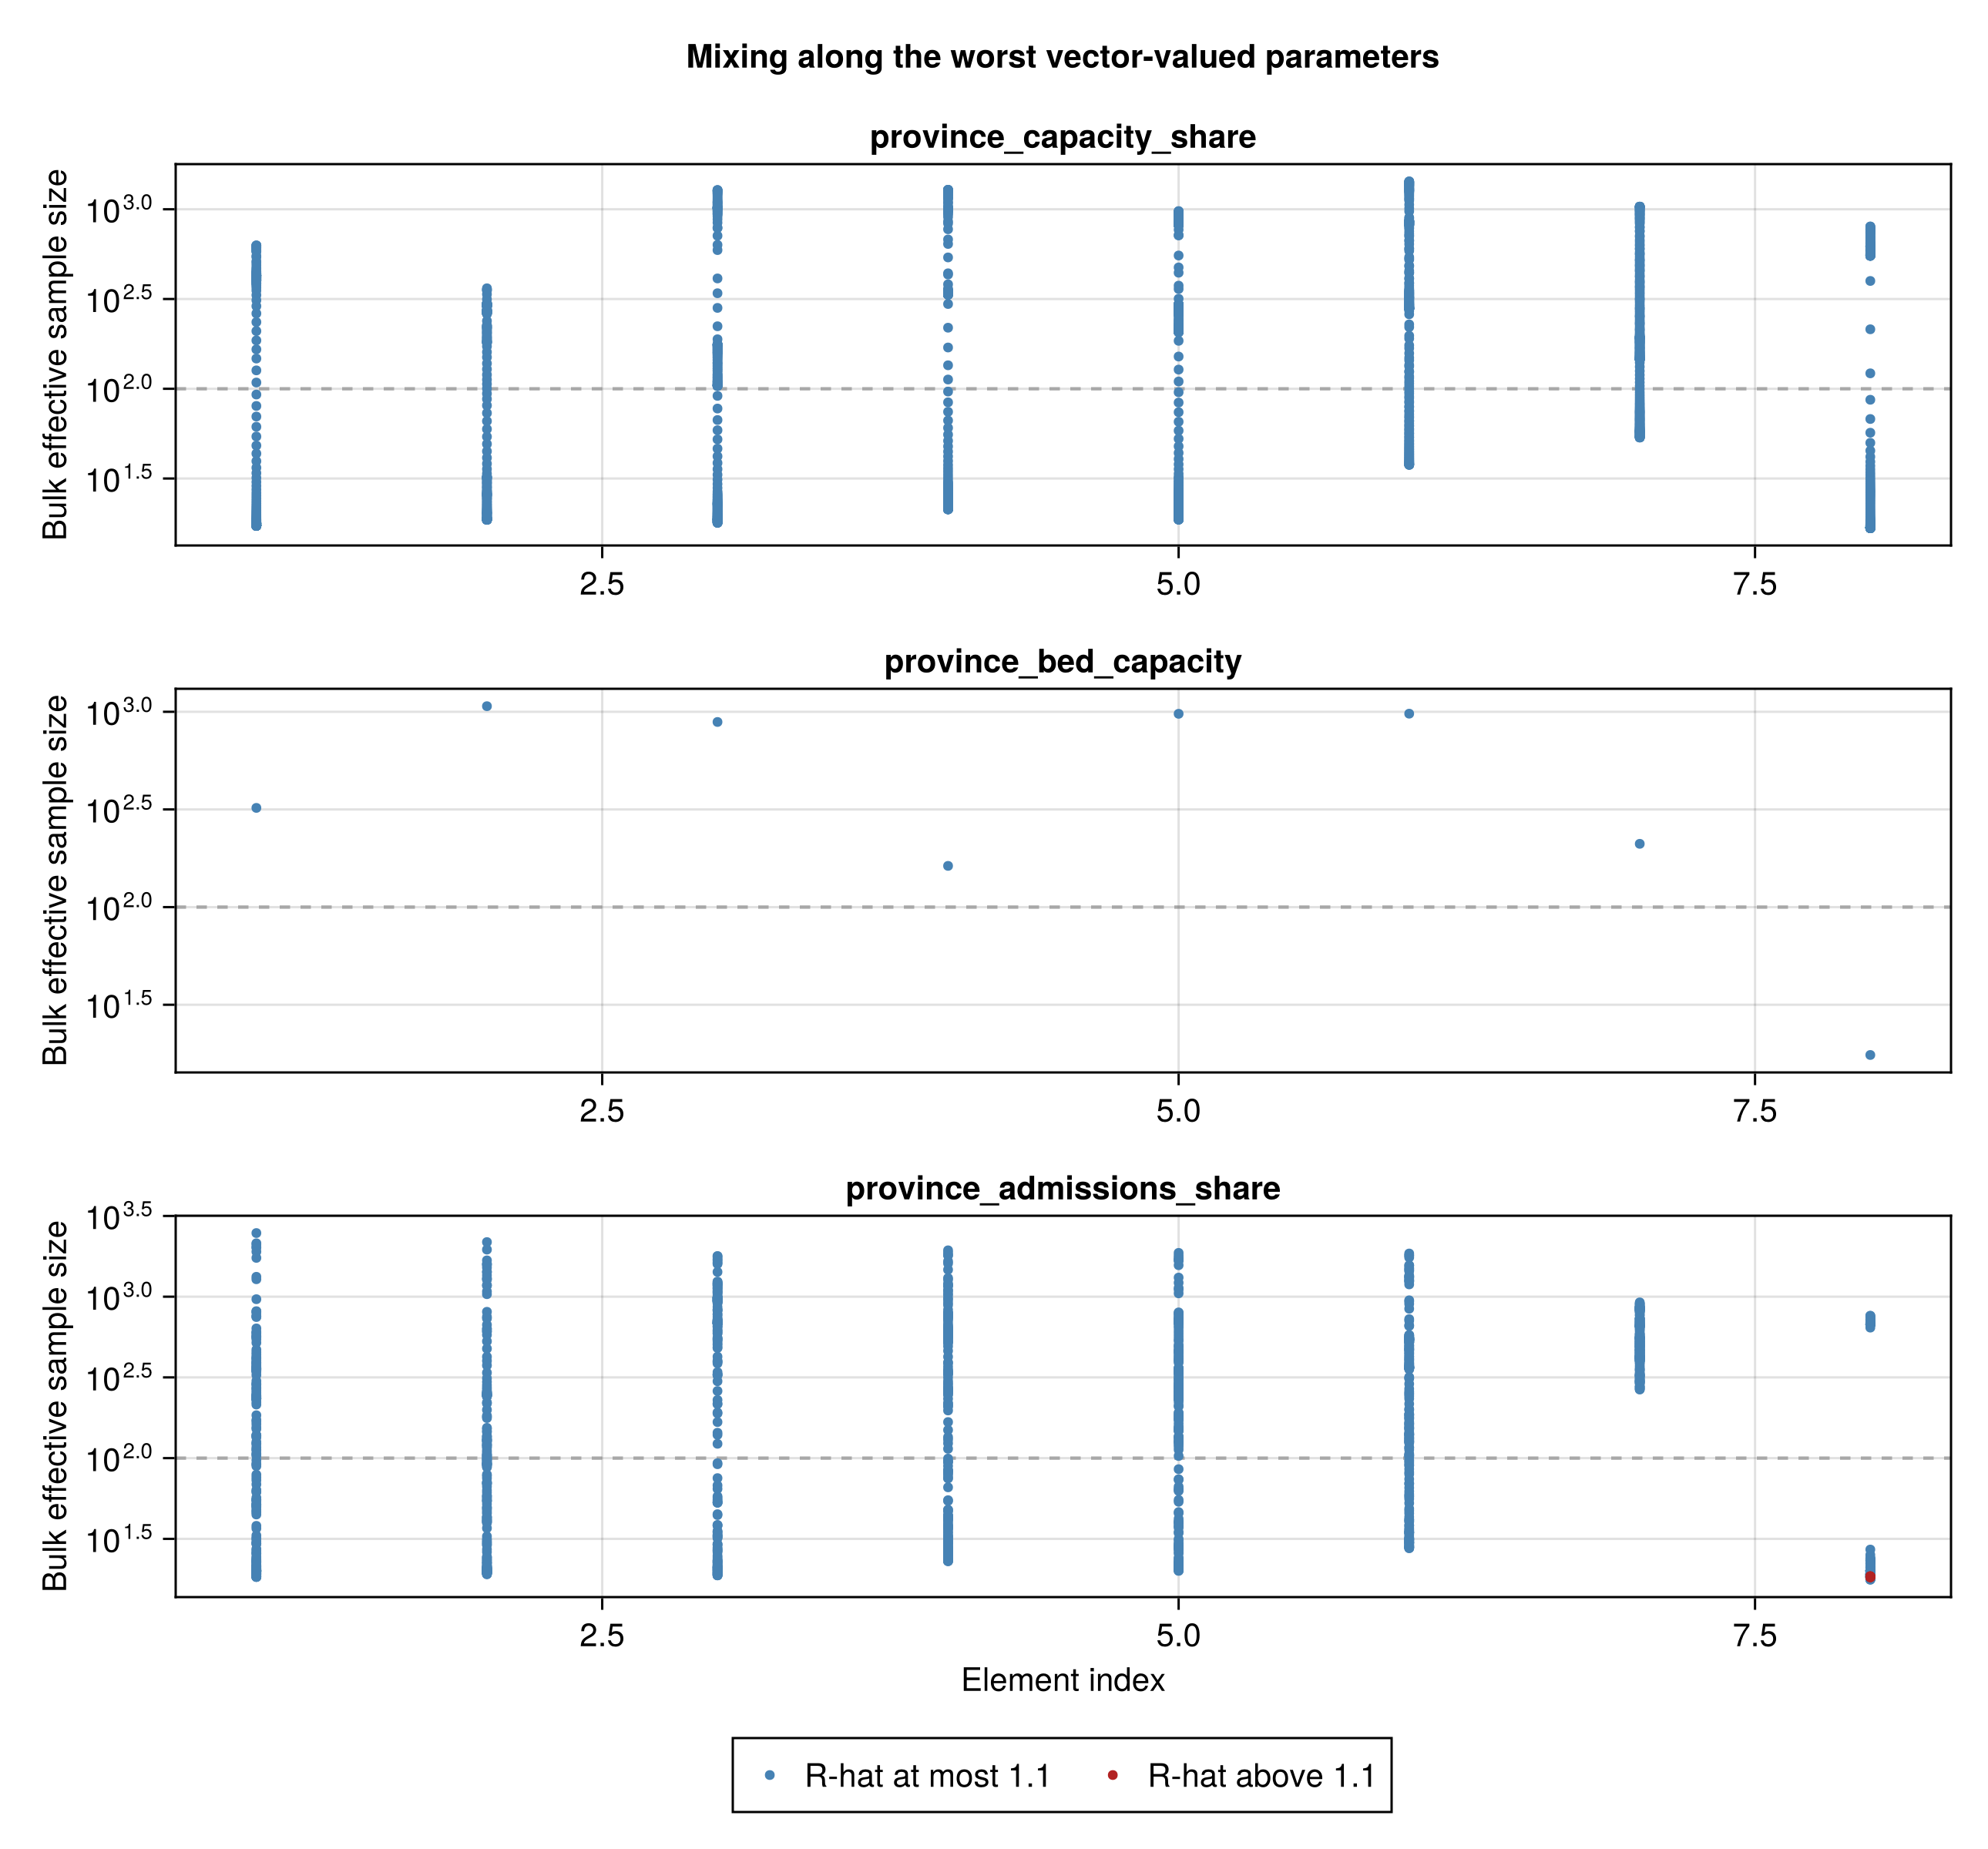 Mixing along the worst vector-valued parameters
province_capacity_share
Bulk effective sample size
10^3.0
10^2.5
10^2.0
10^1.5
2.5 5.0 7.5
province_bed_capacity
Bulk effective sample size
10^3.0
10^2.5
10^2.0
10^1.5
2.5 5.0 7.5
province_admissions_share
Bulk effective sample size
10^3.5
10^3.0
10^2.5
10^2.0
10^1.5
2.5 5.0 7.5
Element index
R-hat at most 1.1 R-hat above 1.1